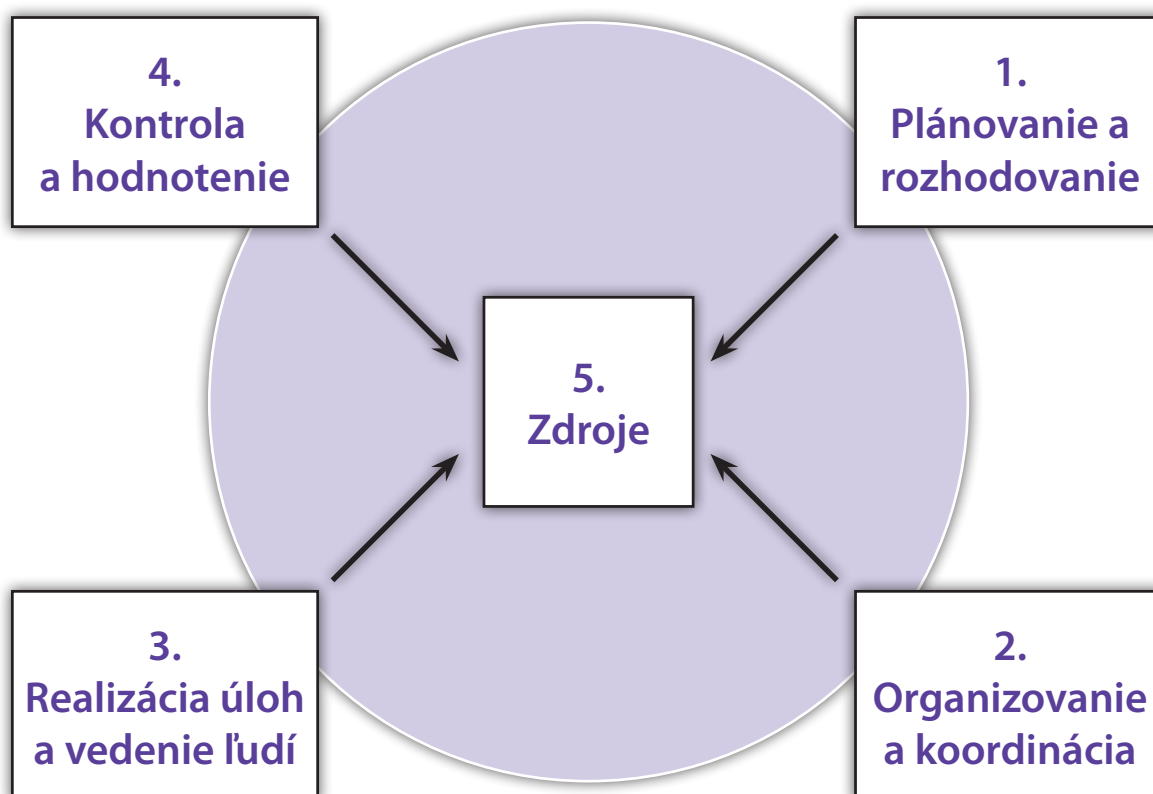 4.
Kontrola
a hodnotenie
1.
Plánovanie a
rozhodovanie
5.
Zdroje
3.
Realizácia úloh
a vedenie ľudí
2.
Organizovanie
a koordinácia